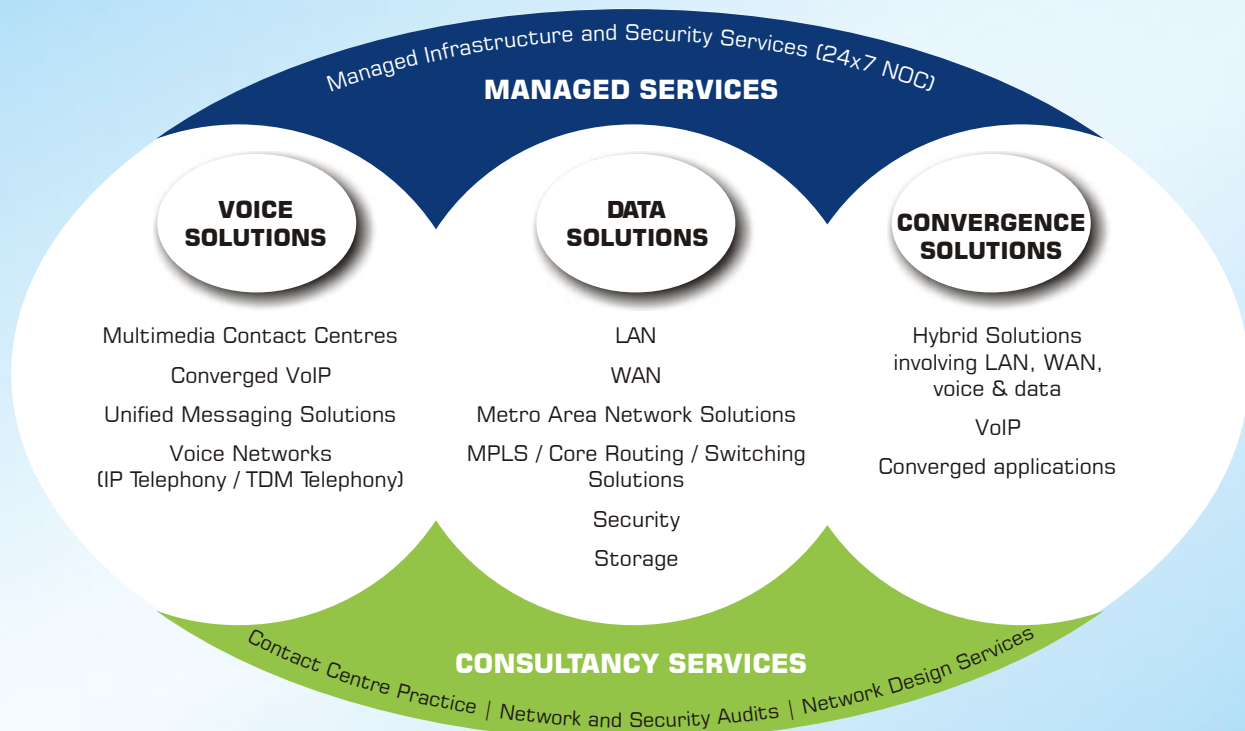 Managed Infrastructure and Security Services (24x7 NOC)
MANAGED SERVICES
VOICE
SOLUTIONS
Multimedia Contact Centres
Converged VoIP
Unified Messaging Solutions
Voice Networks
(IP Telephony / TDM Telephony)
DATA
SOLUTIONS
LAN
WAN
Metro Area Network Solutions
MPLS / Core Routing / Switching
Solutions
Security
Storage
CONVERGENCE
SOLUTIONS
Hybrid Solutions
involving LAN, WAN,
voice & data
VoIP
Converged applications
CONSULTANCY SERVICES
Contact Centre Practice | Network and Security Audits | Network Design Services